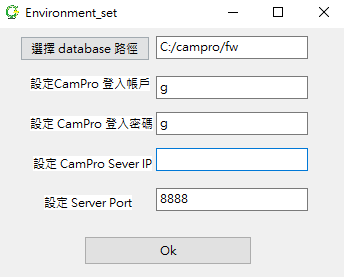 Environment_set
選擇 database 路徑
C:/campro/fw
設定CamPro 登入帳戶
g
設定 CamPro 登入密碼
g
設定 CamPro Sever IP
設定 Server Port
8888
Ok